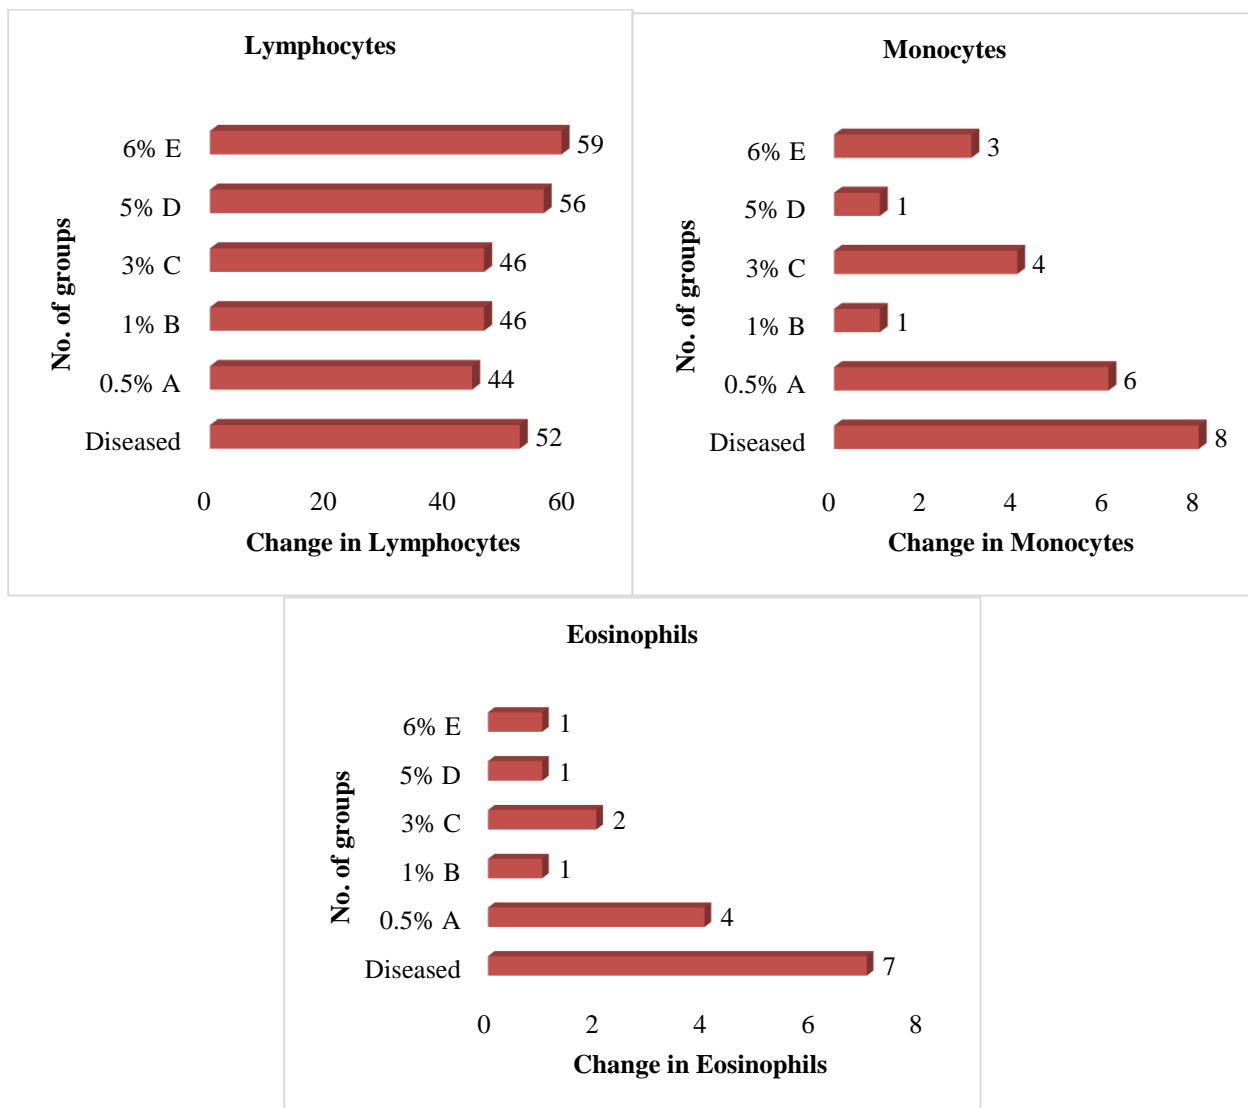 Lymphocytes
No. of groups
6% E 59
5% D 56
3% C 46
1% B 46
0.5% A 44
Diseased 52
0 20 40 60
Change in Lymphocytes
Monocytes
No. of groups
6% E 3
5% D 1
3% C 4
1% B 1
0.5% A 6
Diseased 8
0 2 4 6 8
Change in Monocytes
Eosinophils
No. of groups
6% E 1
5% D 1
3% C 2
1% B 1
0.5% A 4
Diseased 7
0 2 4 6 8
Change in Eosinophils